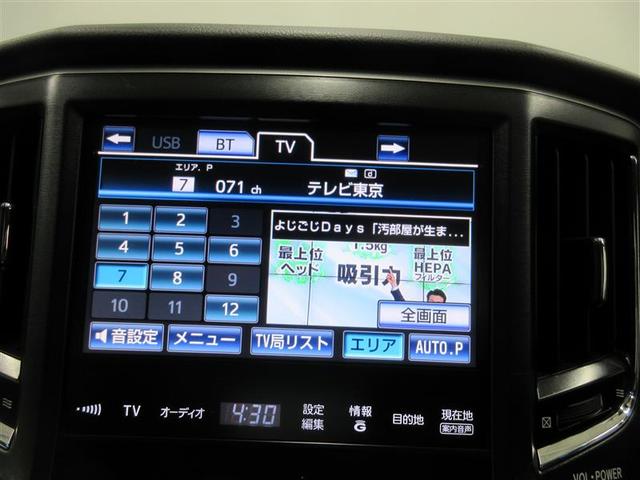 USB BT TV
エリア. P
7 071 ch テレビ東京
1 2 3
よじごじDays「汚部屋が生ま...
4 5 6
1.5kg
最上位
ヘッド
吸引力
最上位
HEPA
フィルター
7 8 9
10 11 12
全画面
音設定 メニュー TV局リスト エリア AUTO.P
TV オーディオ 4:30 設定
編集
情報
G
目的地 現在地
案内音声
VOL・POWER